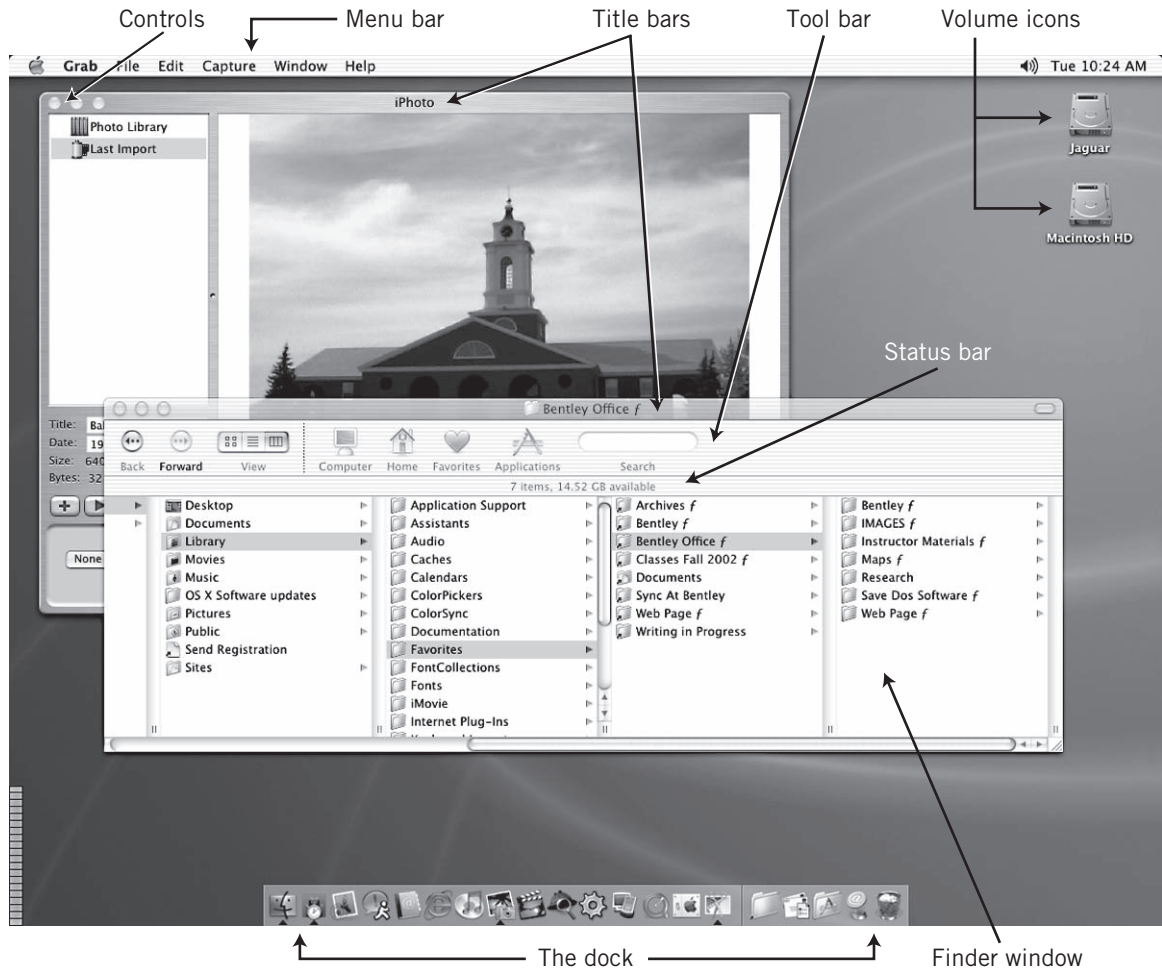 Controls
Menu bar
Title bars
Tool bar
Volume icons
Grab File Edit Capture Window Help
Tue 10:24 AM
iPhoto
Photo Library
Last Import
Jaguar
Macintosh HD
Status bar
Bentley Office ƒ
Title:
Date: 19
Size: 640
Bytes: 32
Back Forward View Computer Home Favorites Applications Search
7 items, 14.52 GB available
None
Desktop
Documents
Library
Movies
Music
OS X Software updates
Pictures
Public
Send Registration
Sites
Application Support
Assistants
Audio
Caches
Calendars
ColorPickers
ColorSync
Documentation
Favorites
FontCollections
Fonts
iMovie
Internet Plug-Ins
Archives ƒ
Bentley ƒ
Bentley Office ƒ
Classes Fall 2002 ƒ
Documents
Sync At Bentley
Web Page ƒ
Writing in Progress
Bentley ƒ
IMAGES ƒ
Instructor Materials ƒ
Maps ƒ
Research
Save Dos Software ƒ
Web Page ƒ
The dock
Finder window